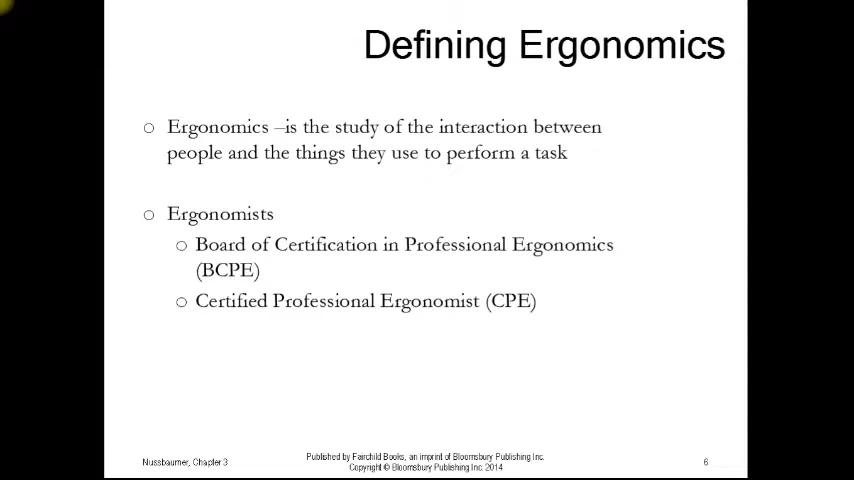 Defining Ergonomics
○ Ergonomics –is the study of the interaction between
people and the things they use to perform a task
○ Ergonomists
○ Board of Certification in Professional Ergonomics
(BCPE)
○ Certified Professional Ergonomist (CPE)
Nussbaumer, Chapter 3
Published by Fairchild Books, an imprint of Bloomsbury Publishing Inc.
Copyright © Bloomsbury Publishing Inc. 2014
6